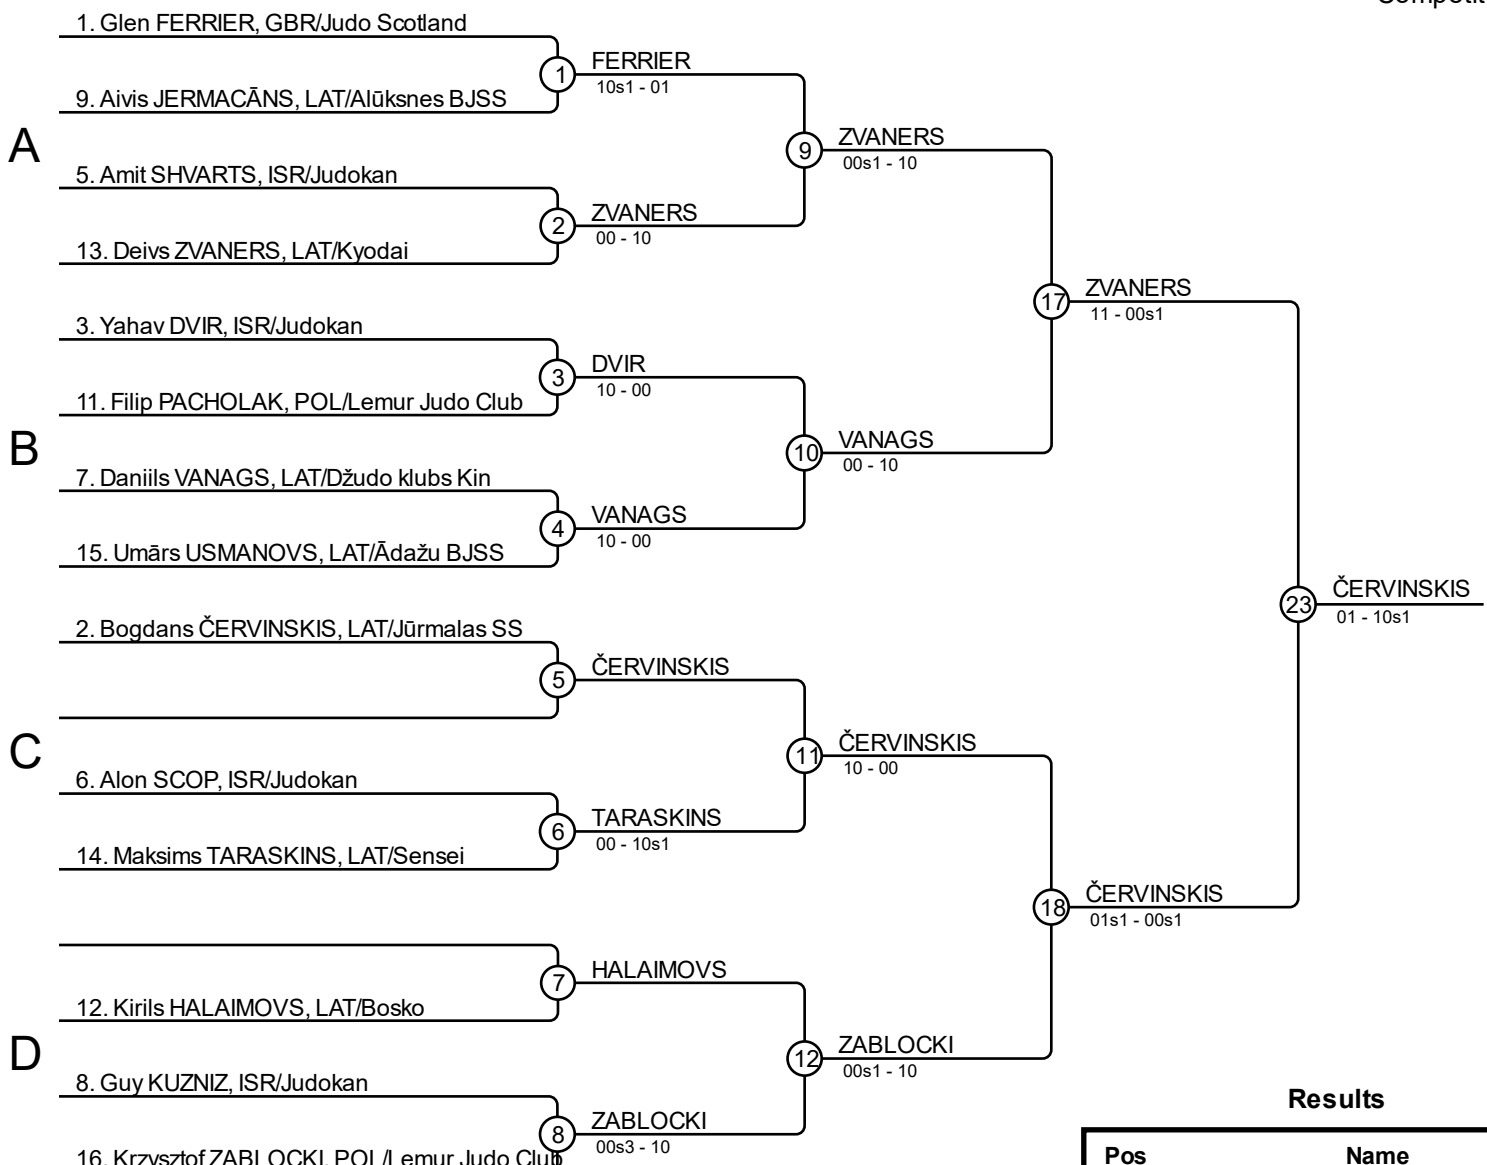 Competit
1. Glen FERRIER, GBR/Judo Scotland
1
FERRIER
10s1 - 01
9. Aivis JERMACĀNS, LAT/Alūksnes BJSS
A
9
ZVANERS
00s1 - 10
5. Amit SHVARTS, ISR/Judokan
2
ZVANERS
00 - 10
13. Deivs ZVANERS, LAT/Kyodai
17
ZVANERS
11 - 00s1
3. Yahav DVIR, ISR/Judokan
3
DVIR
10 - 00
11. Filip PACHOLAK, POL/Lemur Judo Club
B
10
VANAGS
00 - 10
7. Daniils VANAGS, LAT/Džudo klubs Kin
4
VANAGS
10 - 00
15. Umārs USMANOVS, LAT/Ādažu BJSS
23
ČERVINSKIS
01 - 10s1
2. Bogdans ČERVINSKIS, LAT/Jūrmalas SS
5
ČERVINSKIS
C
11
ČERVINSKIS
10 - 00
6. Alon SCOP, ISR/Judokan
6
TARASKINS
00 - 10s1
14. Maksims TARASKINS, LAT/Sensei
18
ČERVINSKIS
01s1 - 00s1
7
HALAIMOVS
12. Kirils HALAIMOVS, LAT/Bosko
D
12
ZABLOCKI
00s1 - 10
8. Guy KUZNIZ, ISR/Judokan
8
ZABLOCKI
00s3 - 10
16. Krzysztof ZABLOCKI, POL/Lemur Judo Club
Results
Pos Name